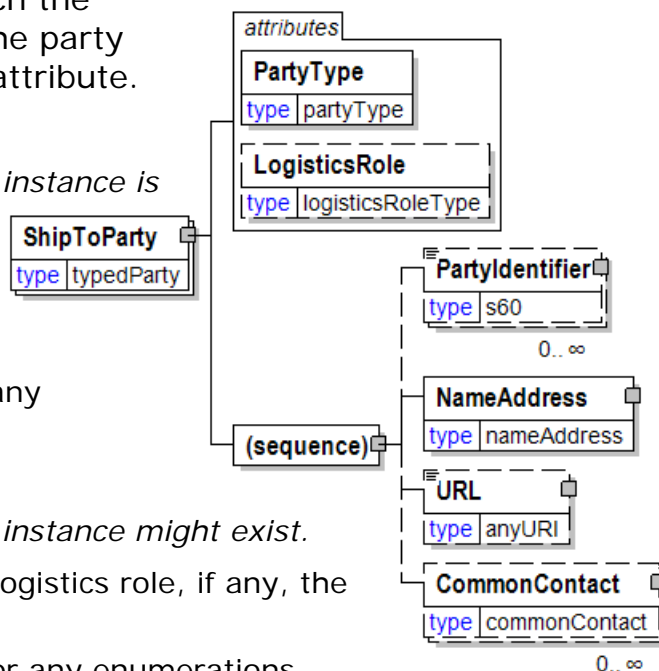 ch the
he party
attribute.
instance is
any
instance might exist.
ogistics role, if any, the
or any enumerations
attributes
PartyType
type partyType
LogisticsRole
type logisticsRoleType
ShipToParty
type typedParty
(sequence)
PartyIdentifier
type s60
0.. ∞
NameAddress
type nameAddress
URL
type anyURI
CommonContact
type commonContact
0.. ∞